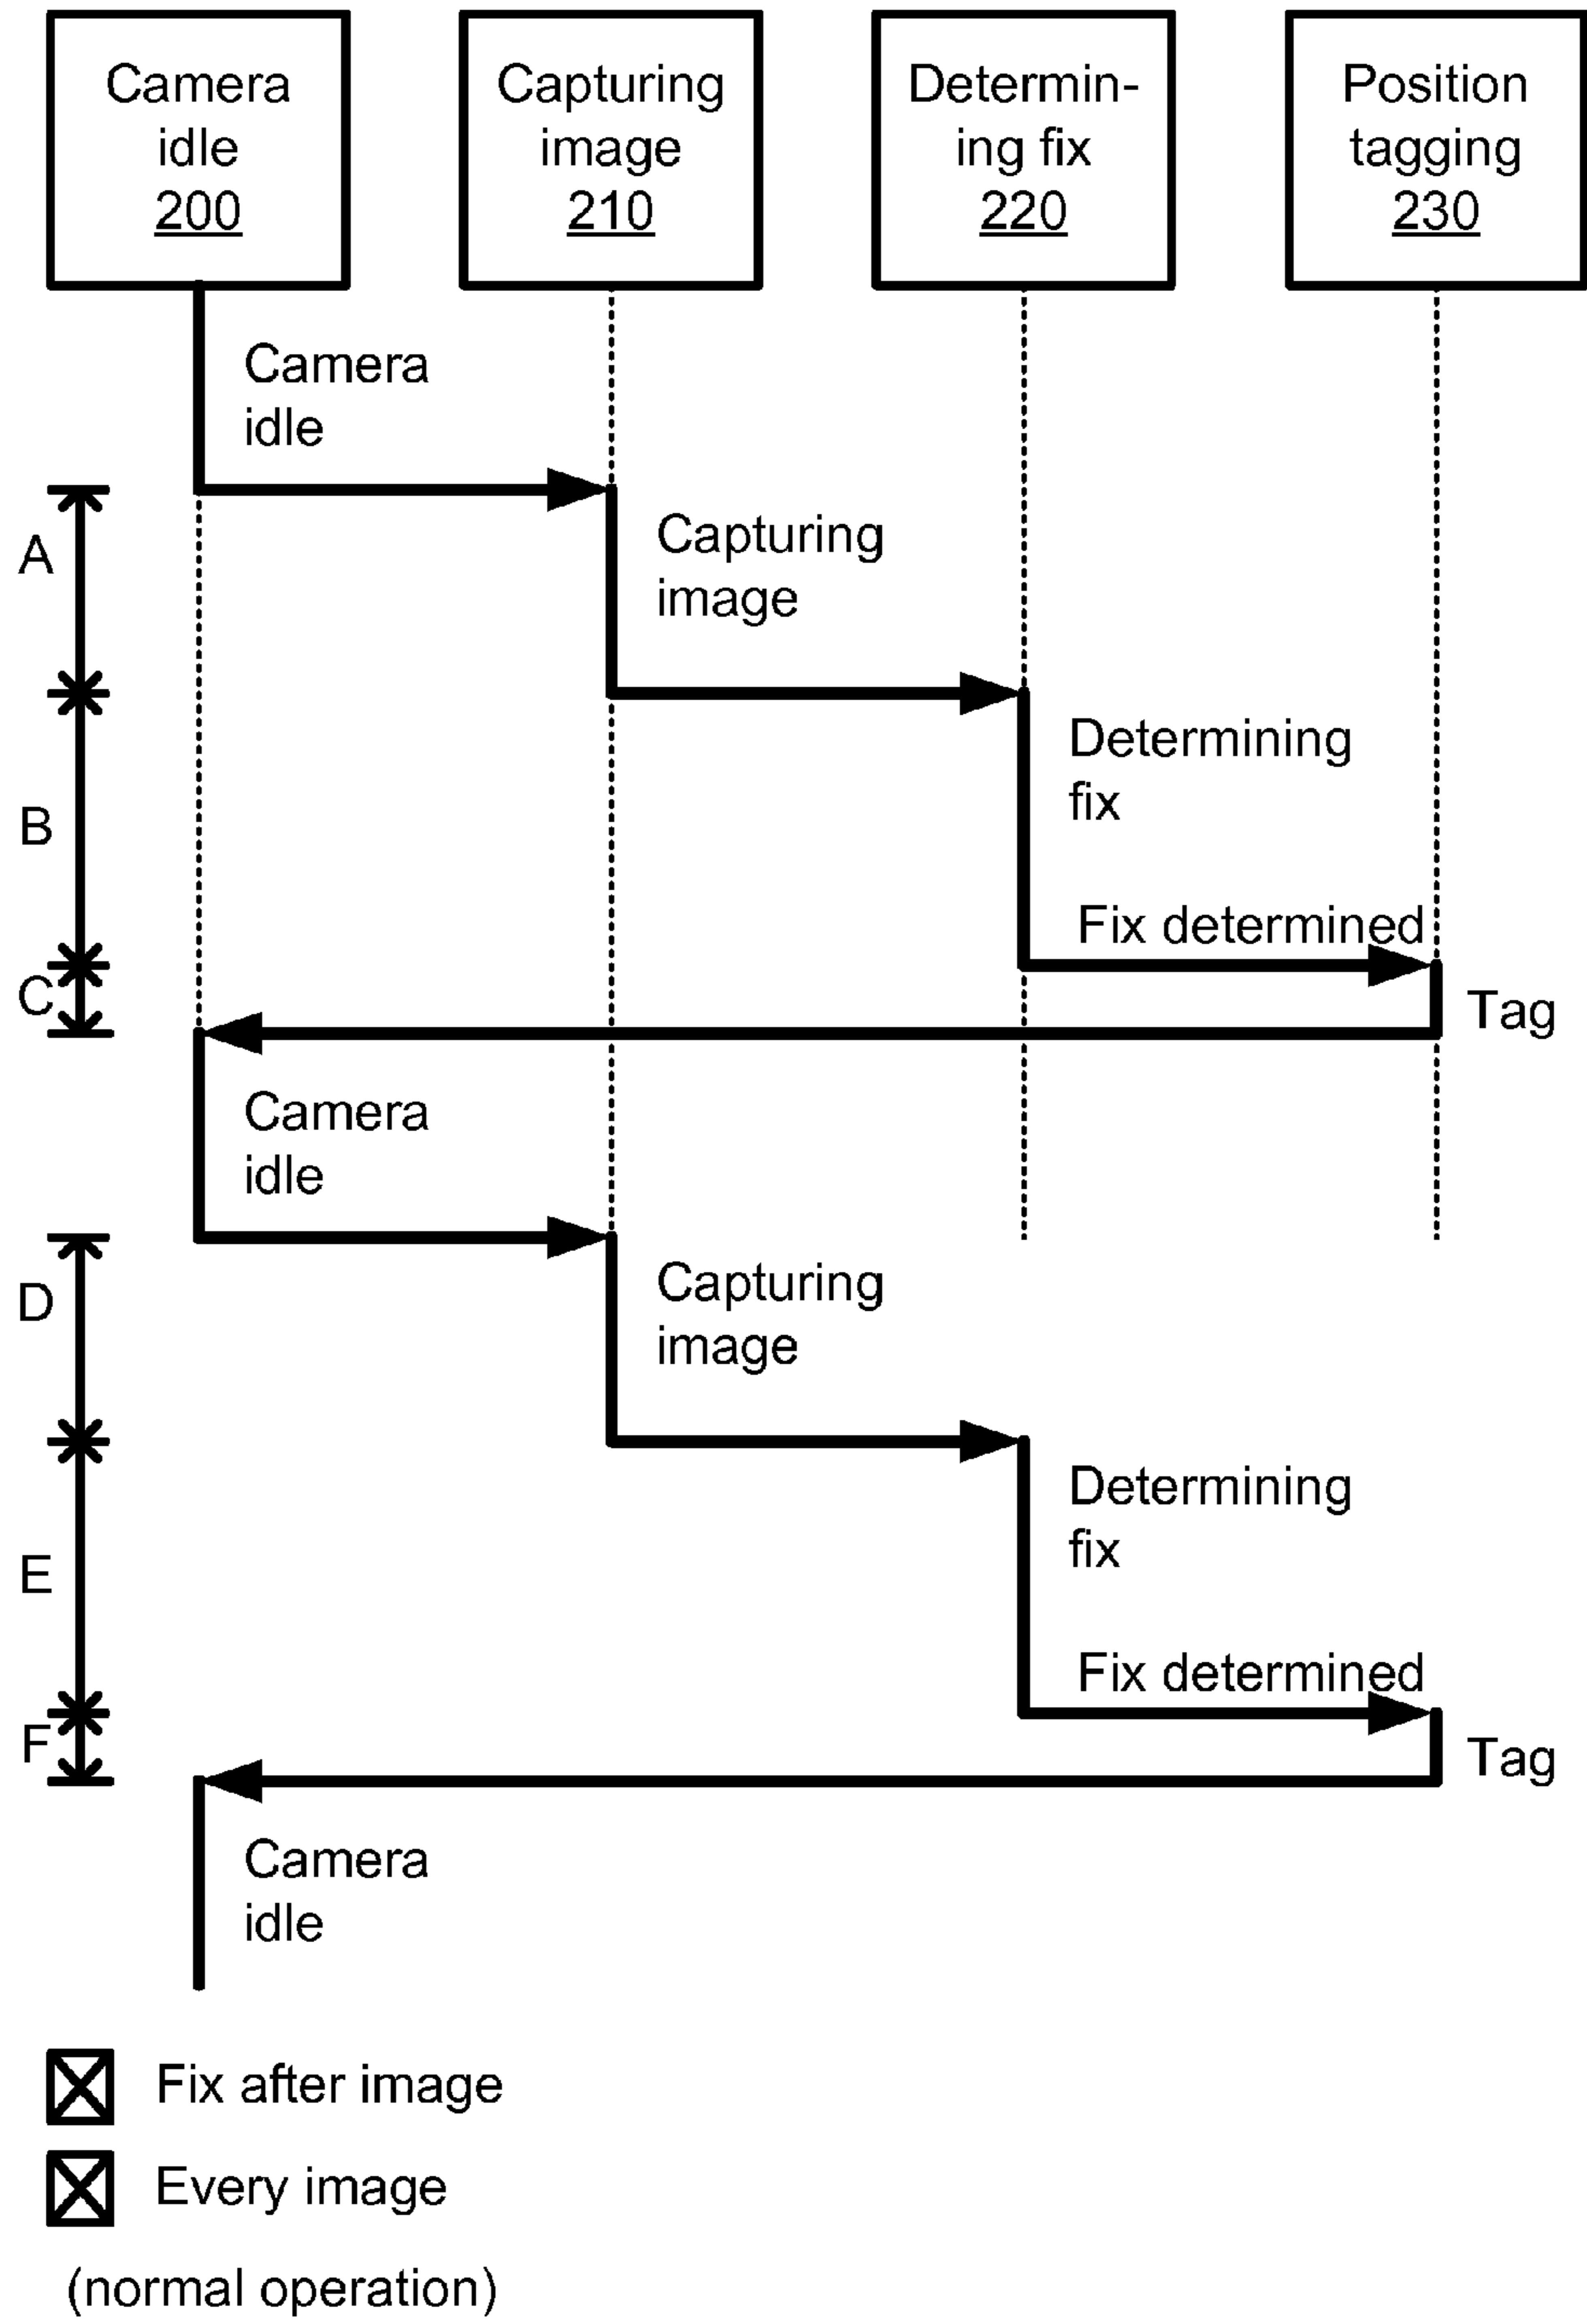 Camera
idle
200
Capturing
image
210
Determin-
ing fix
220
Position
tagging
230
Camera
idle
A
Capturing
image
B
Determining
fix
Fix determined
C
Tag
Camera
idle
D
Capturing
image
E
Determining
fix
Fix determined
F
Tag
Camera
idle
Fix after image
Every image
(normal operation)